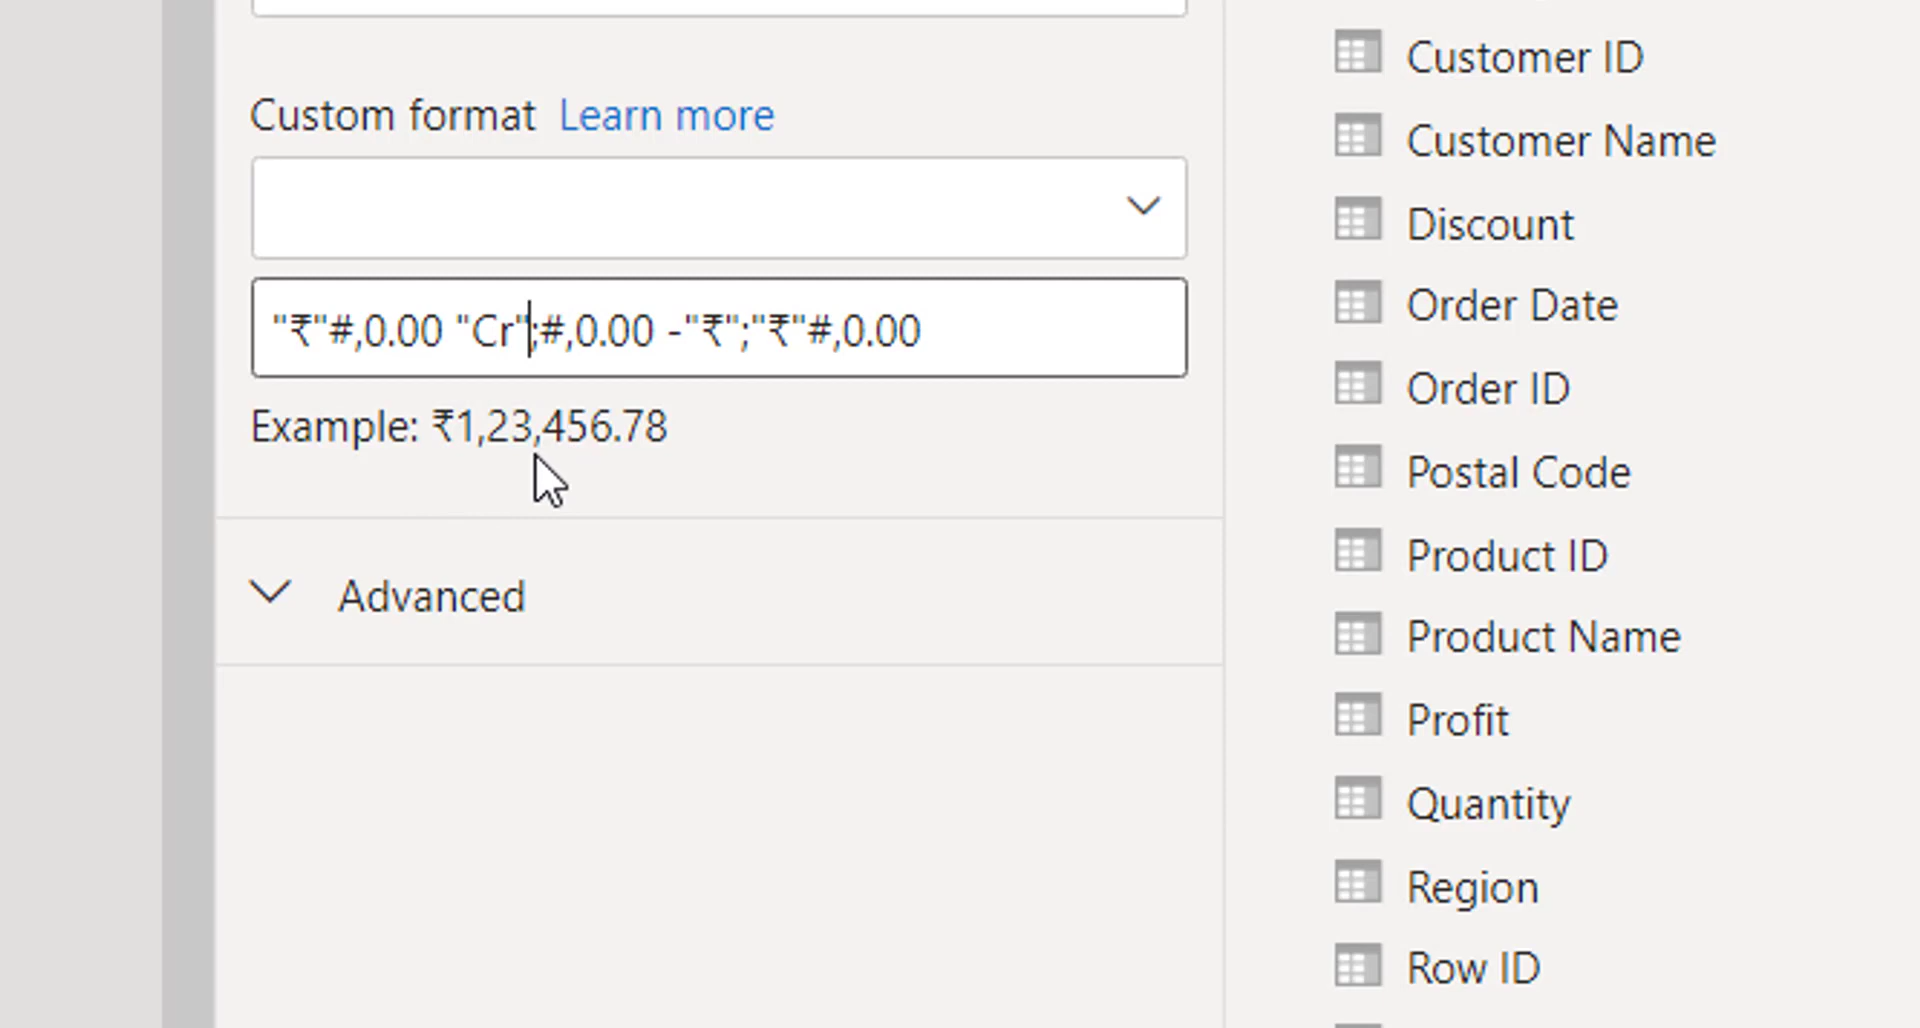 Custom format Learn more
"₹"#,0.00 "Cr";#,0.00 -"₹";"₹"#,0.00
Example: ₹1,23,456.78
Advanced
Customer ID
Customer Name
Discount
Order Date
Order ID
Postal Code
Product ID
Product Name
Profit
Quantity
Region
Row ID